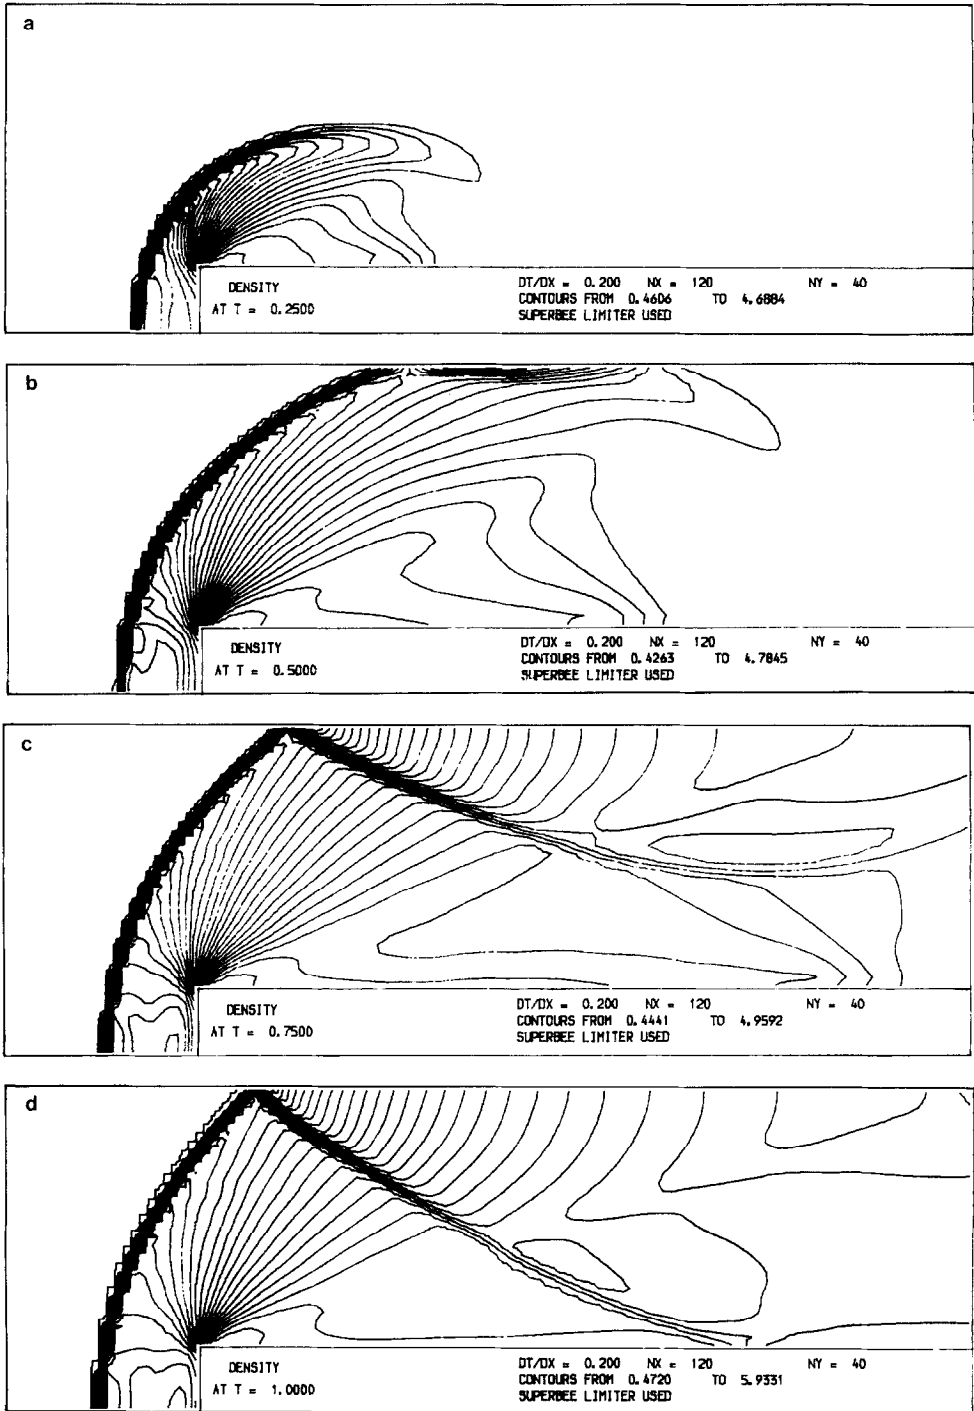 a
DENSITY
AT T = 0.2500
DT/DX = 0.200 NX = 120 NY = 40
CONTOURS FROM 0.4606 TO 4.6884
SUPERBEE LIMITER USED
b
DENSITY
AT T = 0.5000
DT/DX = 0.200 NX = 120 NY = 40
CONTOURS FROM 0.4263 TO 4.7845
SUPERBEE LIMITER USED
c
DENSITY
AT T = 0.7500
DT/DX = 0.200 NX = 120 NY = 40
CONTOURS FROM 0.4441 TO 4.9592
SUPERBEE LIMITER USED
d
DENSITY
AT T = 1.0000
DT/DX = 0.200 NX = 120 NY = 40
CONTOURS FROM 0.4720 TO 5.9331
SUPERBEE LIMITER USED